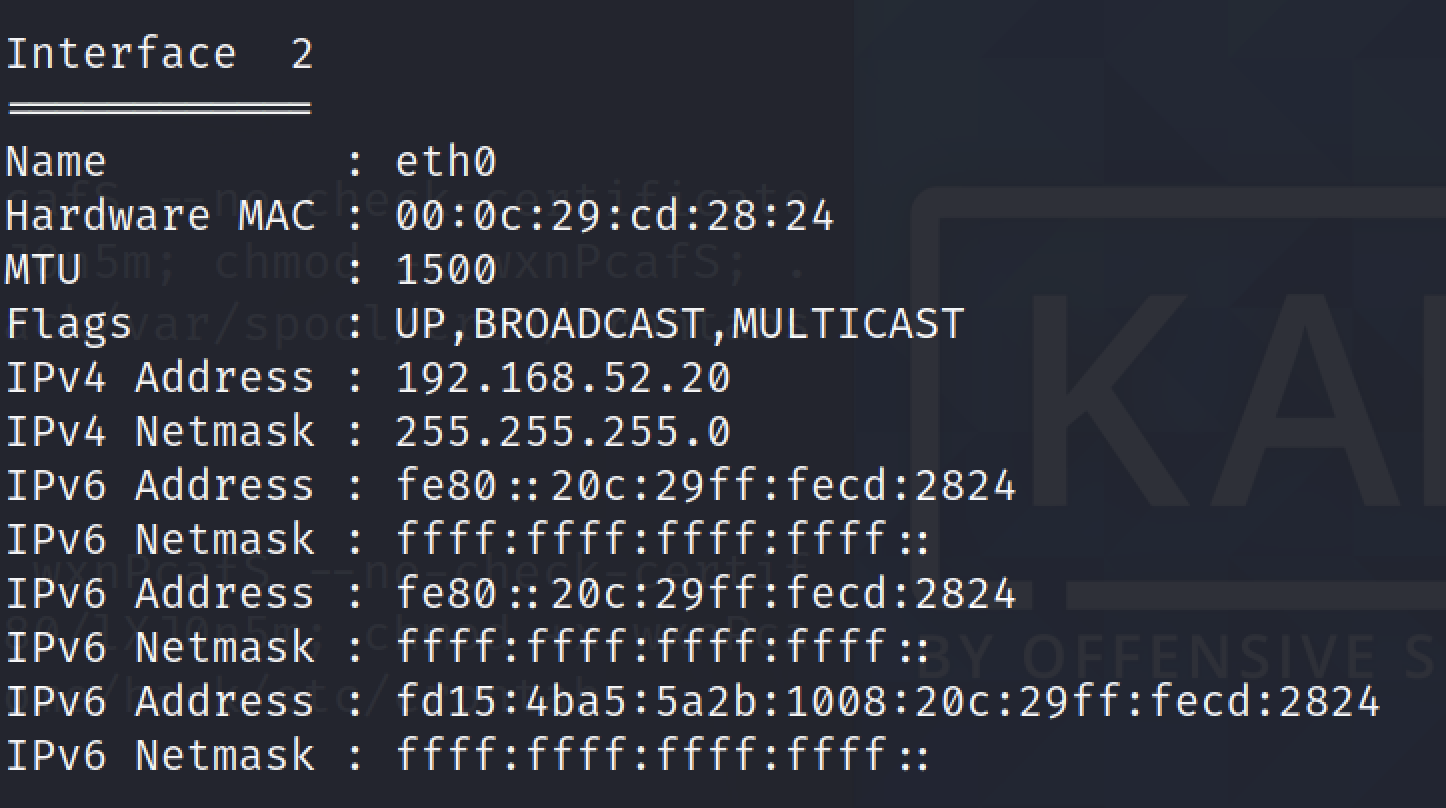 Interface  2
============
Name         : eth0
Hardware MAC : 00:0c:29:cd:28:24
MTU          : 1500
Flags        : UP,BROADCAST,MULTICAST
IPv4 Address : 192.168.52.20
IPv4 Netmask : 255.255.255.0
IPv6 Address : fe80::20c:29ff:fecd:2824
IPv6 Netmask : ffff:ffff:ffff:ffff::
IPv6 Address : fe80::20c:29ff:fecd:2824
IPv6 Netmask : ffff:ffff:ffff:ffff::
IPv6 Address : fd15:4ba5:5a2b:1008:20c:29ff:fecd:2824
IPv6 Netmask : ffff:ffff:ffff:ffff::
KA
BY OFFENSIVE S